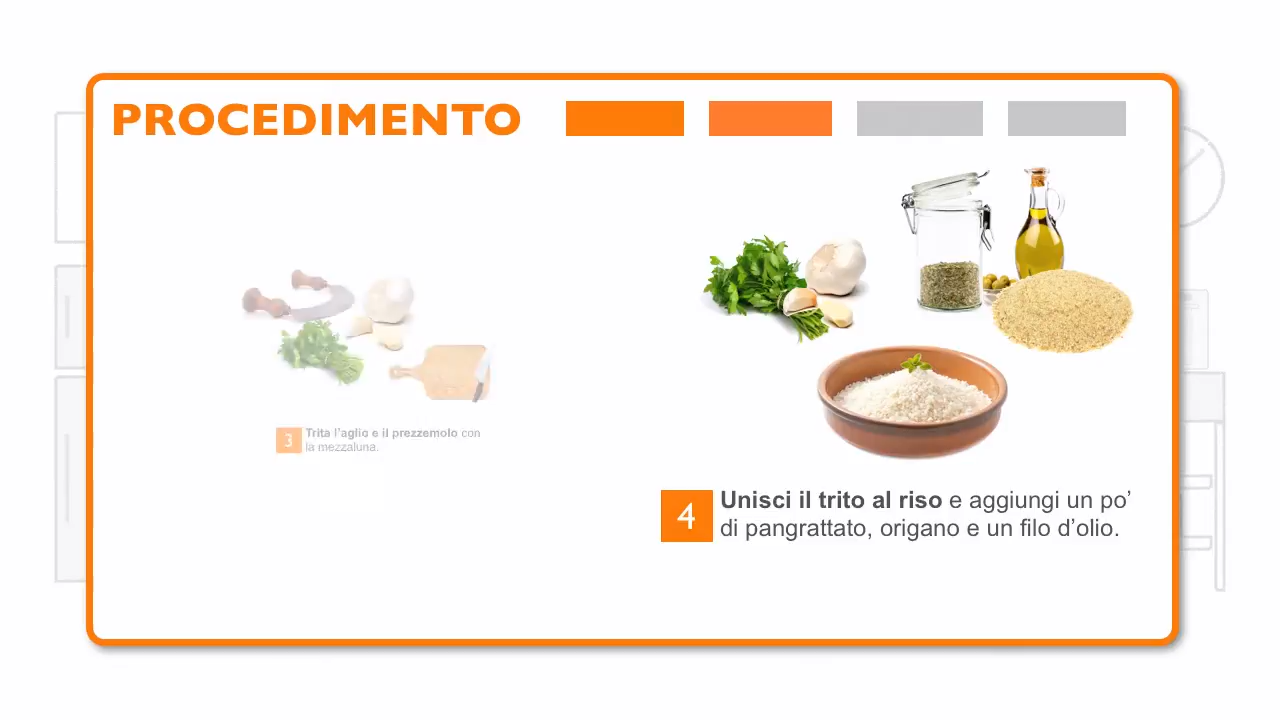 PROCEDIMENTO
3 Trita l'aglio e il prezzemolo con
la mezzaluna.
4 Unisci il trito al riso e aggiungi un po’
di pangrattato, origano e un filo d’olio.